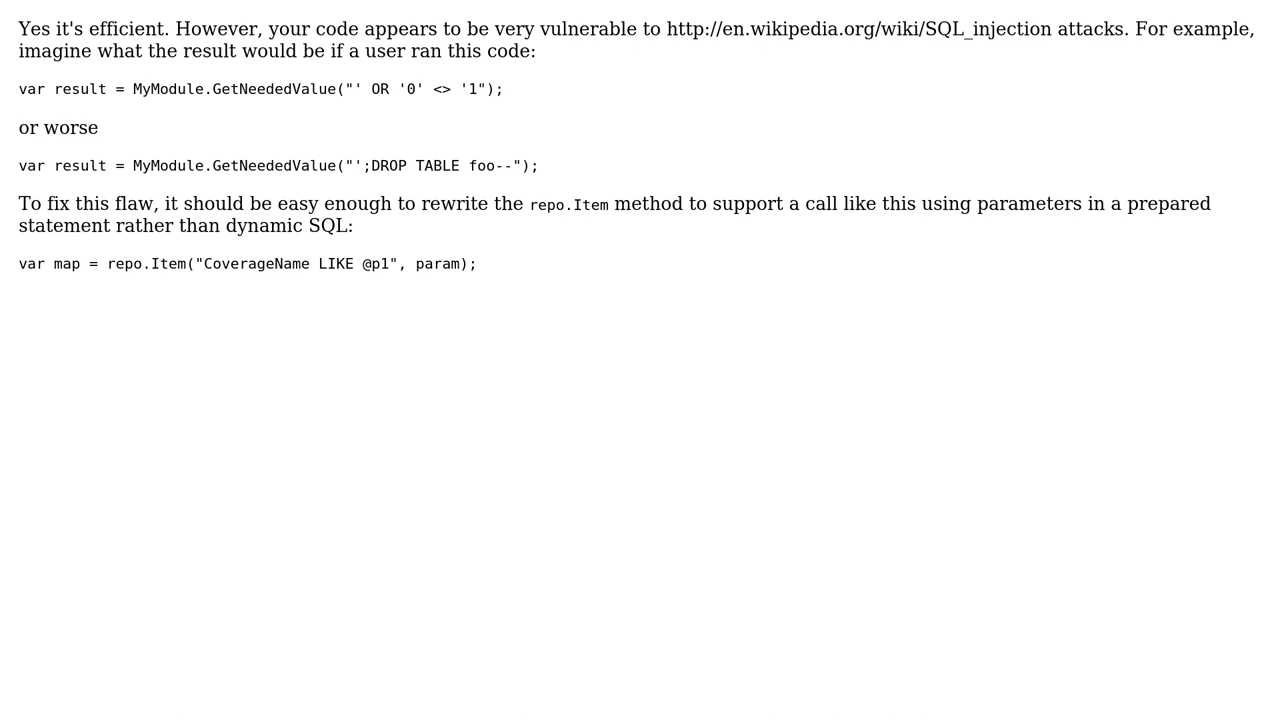 Yes it's efficient. However, your code appears to be very vulnerable to http://en.wikipedia.org/wiki/SQL_injection attacks. For example,
imagine what the result would be if a user ran this code:
var result = MyModule.GetNeededValue("' OR '0' <> '1");
or worse
var result = MyModule.GetNeededValue("';DROP TABLE foo--");
To fix this flaw, it should be easy enough to rewrite the repo.Item method to support a call like this using parameters in a prepared
statement rather than dynamic SQL:
var map = repo.Item("CoverageName LIKE @p1", param);